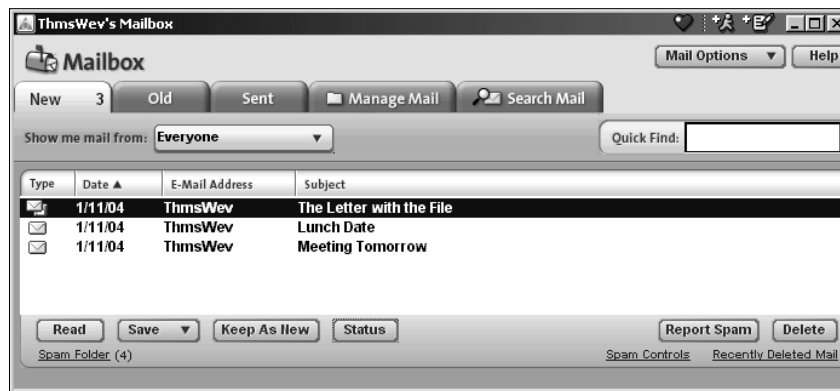 ThmsWev's Mailbox
Mailbox
Mail Options Help
New 3 Old Sent Manage Mail Search Mail
Show me mail from: Everyone Quick Find:
Type Date E-Mail Address Subject
1/11/04 ThmsWev The Letter with the File
1/11/04 ThmsWev Lunch Date
1/11/04 ThmsWev Meeting Tomorrow
Read Save Keep As New Status Report Spam Delete
Spam Folder (4) Spam Controls Recently Deleted Mail